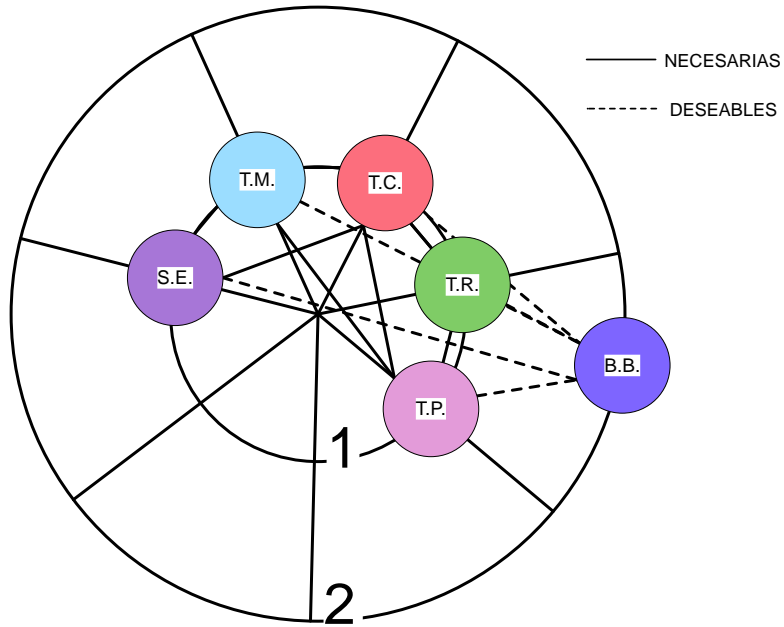 NECESARIAS
DESEABLES
T.M.
T.C.
S.E.
T.R.
B.B.
T.P.
1
2